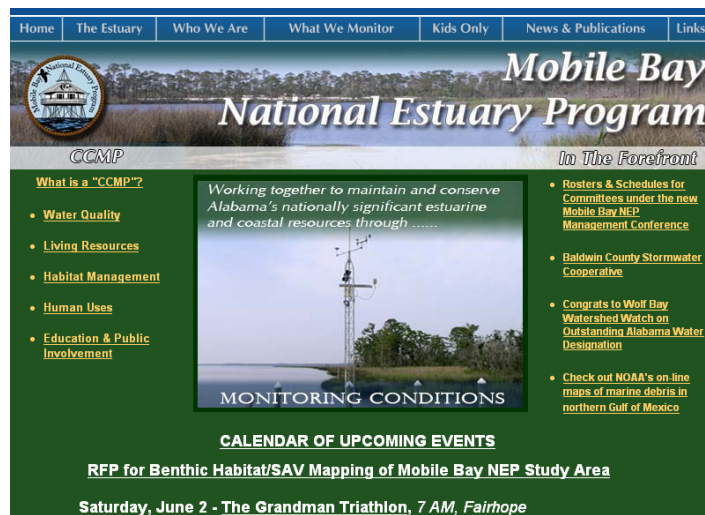 Home The Estuary Who We Are What We Monitor Kids Only News & Publications Links
Mobile Bay
National Estuary Program
Mobile Bay National Estuary Program
CCMP
In The Forefront
What is a "CCMP"?
Water Quality
Living Resources
Habitat Management
Human Uses
Education & Public
Involvement
Working together to maintain and conserve
Alabama's nationally significant estuarine
and coastal resources through ......
MONITORING CONDITIONS
Rosters & Schedules for
Committees under the new
Mobile Bay NEP
Management Conference
Baldwin County Stormwater
Cooperative
Congrats to Wolf Bay
Watershed Watch on
Outstanding Alabama Water
Designation
Check out NOAA's on-line
maps of marine debris in
northern Gulf of Mexico
CALENDAR OF UPCOMING EVENTS
RFP for Benthic Habitat/SAV Mapping of Mobile Bay NEP Study Area
Saturday, June 2 - The Grandman Triathlon, 7 AM, Fairhope